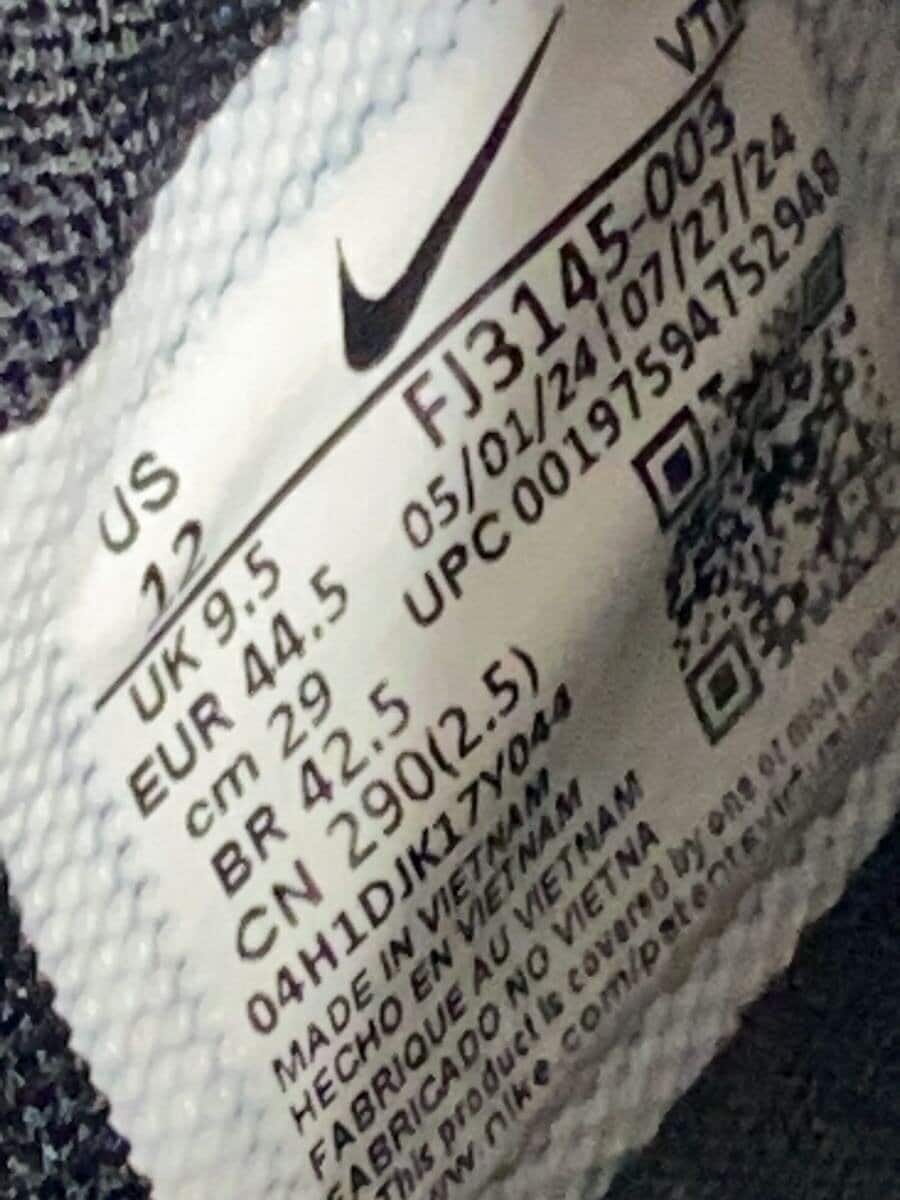 US
12
FJ3145-003
05/01/24|07/27/24
UPC 00197594752948
UK 9.5
EUR 44.5
cm 29
BR 42.5
CN 290(2.5)
04H1DJK17Y044
MADE IN VIETNAM
HECHO EN VIETNAM
FABRIQUE AU VIETNAM
FABRICADO NO VIETNA
This product is covered by one or more
www.nike.com/patents